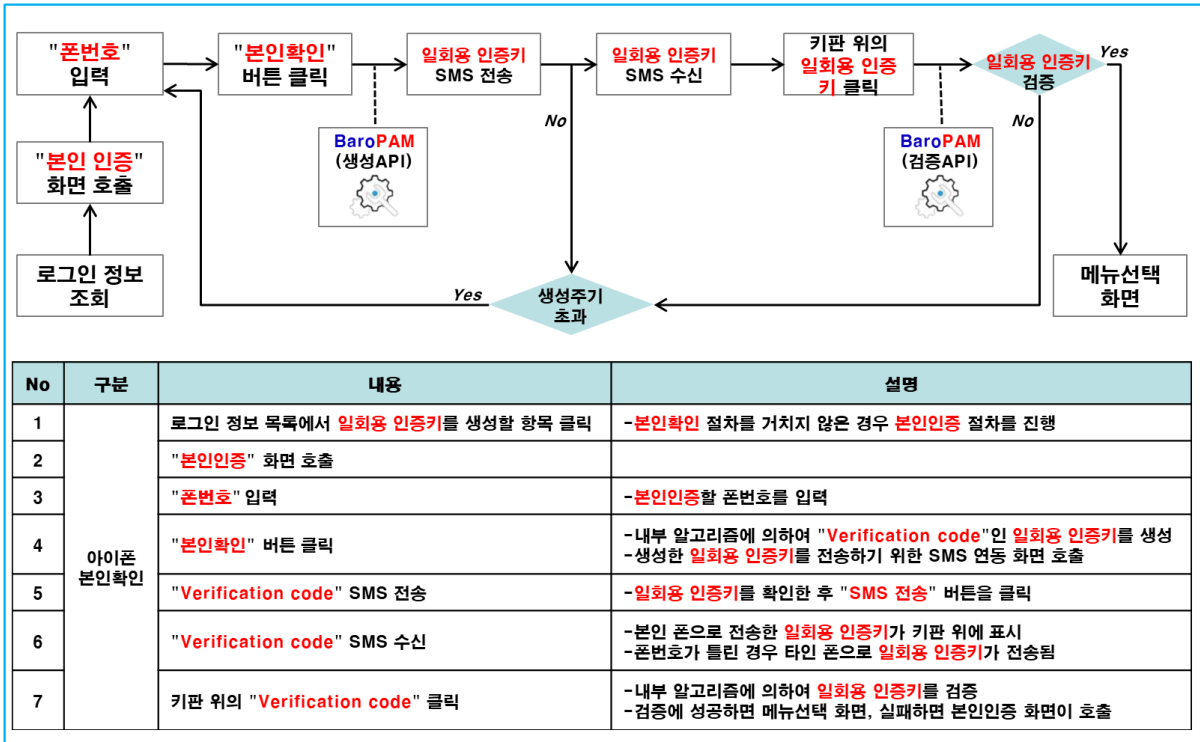 "폰번호"
입력
"본인확인"
버튼 클릭
일회용 인증키
SMS 전송
일회용 인증키
SMS 수신
키판 위의
일회용 인증
키 클릭
일회용 인증키
검증
Yes
No
No
BaroPAM
(생성API)
BaroPAM
(검증API)
"본인 인증"
화면 호출
로그인 정보
조회
Yes
생성주기
초과
메뉴선택
화면
No 구분 내용 설명
아이폰
본인확인
1 로그인 정보 목록에서 일회용 인증키를 생성할 항목 클릭 -본인확인 절차를 거치지 않은 경우 본인인증 절차를 진행
2 "본인인증" 화면 호출
3 "폰번호" 입력 -본인인증할 폰번호를 입력
4 "본인확인" 버튼 클릭 -내부 알고리즘에 의하여 "Verification code"인 일회용 인증키를 생성
-생성한 일회용 인증키를 전송하기 위한 SMS 연동 화면 호출
5 "Verification code" SMS 전송 -일회용 인증키를 확인한 후 "SMS 전송" 버튼을 클릭
6 "Verification code" SMS 수신 -본인 폰으로 전송한 일회용 인증키가 키판 위에 표시
-폰번호가 틀린 경우 타인 폰으로 일회용 인증키가 전송됨
7 키판 위의 "Verification code" 클릭 -내부 알고리즘에 의하여 일회용 인증키를 검증
-검증에 성공하면 메뉴선택 화면, 실패하면 본인인증 화면이 호출